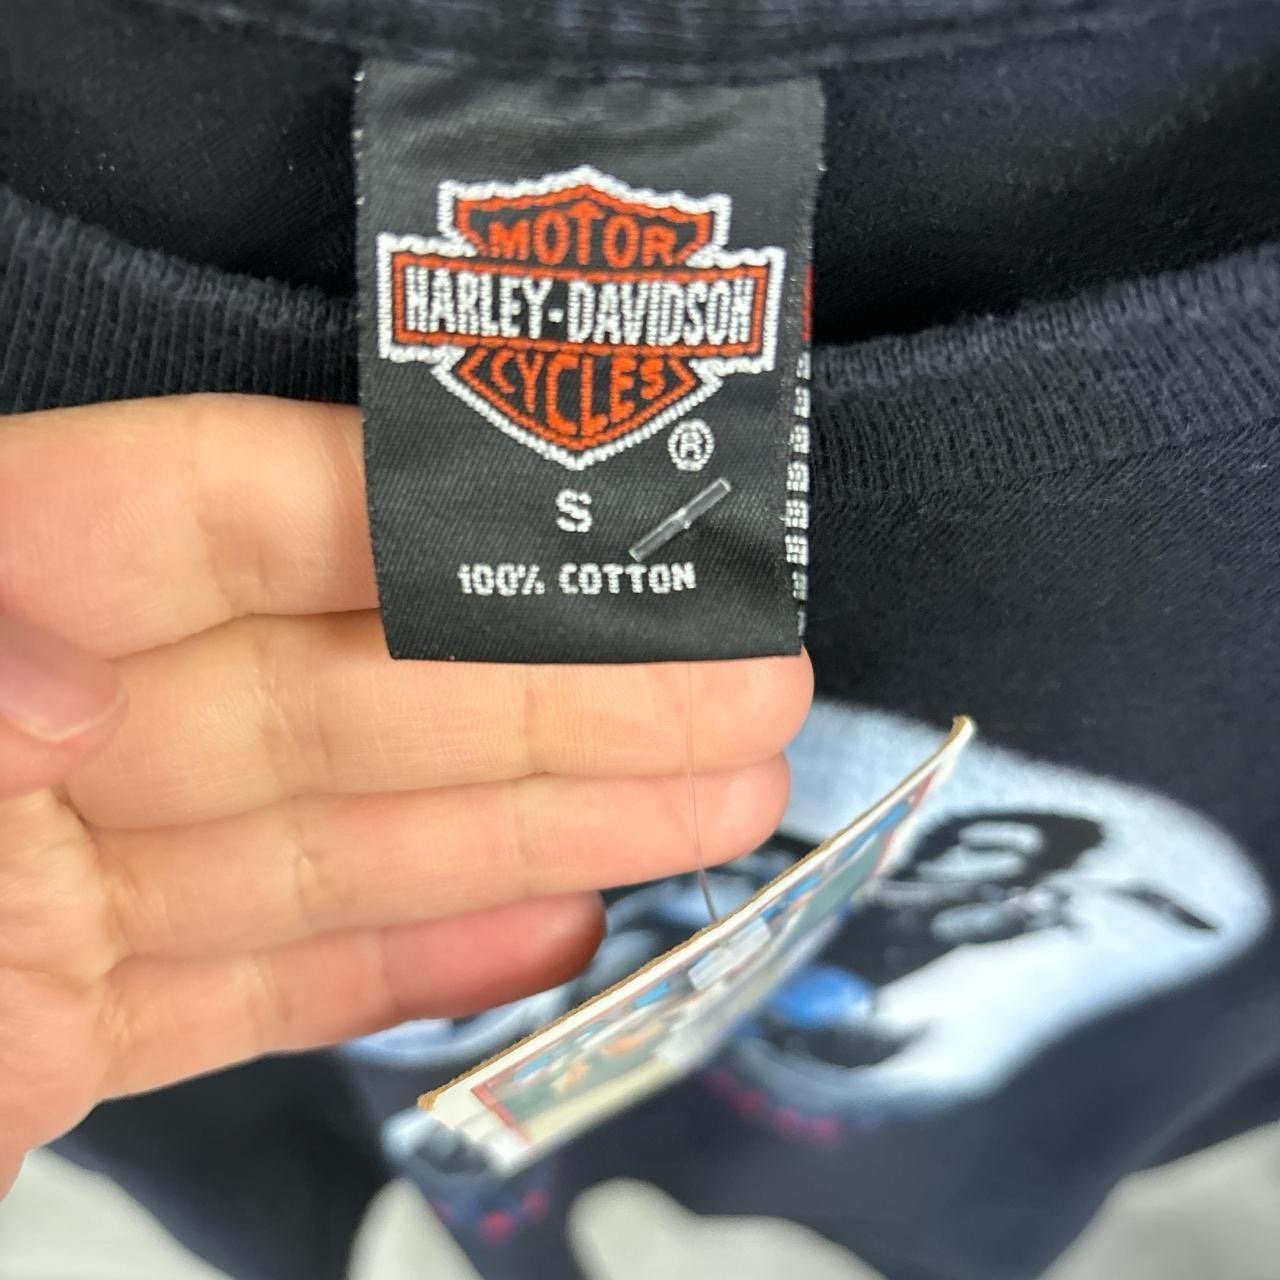 MOTOR
HARLEY-DAVIDSON
CYCLES
®
S
100% COTTON